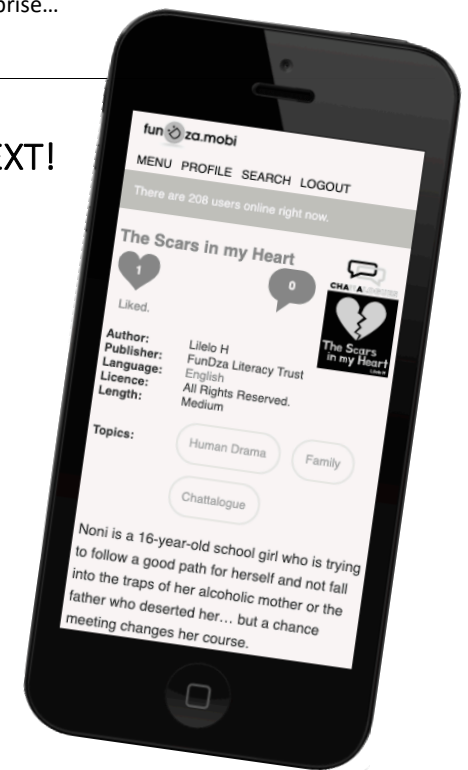 prise...
EXT!
fundza.mobi
MENU PROFILE SEARCH LOGOUT
There are 208 users online right now.
The Scars in my Heart
1
0
Liked.
The Scars
in my Heart
Author: Lilelo H
Publisher: FunDza Literacy Trust
Language: English
Licence: All Rights Reserved.
Length: Medium
Topics:
Human Drama
Family
Chattalogue
Noni is a 16-year-old school girl who is trying
to follow a good path for herself and not fall
into the traps of her alcoholic mother or the
father who deserted her... but a chance
meeting changes her course.